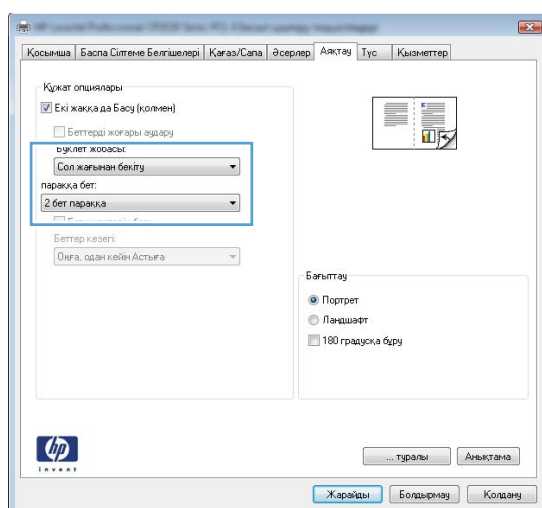 Қосымша Баспа Сілтеме Белгішелері Қағаз/Сапа Әсерлер Аяқтау Түс Қызметтер
Құжат опциялары
Екі жаққа да Басу (қолмен)
Беттерді жоғары аудару
Буклет жобасы:
Сол жағынан бекіту
параққа бет:
2 бет параққа
Беттер кезегі:
Оңға, одан кейін Астыға
Бағыттау
Портрет
Ландшафт
180 градусқа бұру
hp
invent
... туралы Анықтама
Жарайды Болдырмау Қолдану